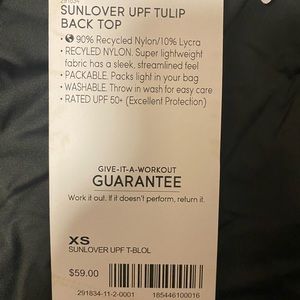 291834
SUNLOVER UPF TULIP
BACK TOP
• 90% Recycled Nylon/10% Lycra
• RECYCLED NYLON. Super lightweight
fabric has a sleek, streamlined feel
• PACKABLE. Packs light in your bag
• WASHABLE. Throw in wash for easy care
• RATED UPF 50+ (Excellent Protection)
GIVE-IT-A-WORKOUT
GUARANTEE
Work it out. If it doesn't perform, return it.
XS
SUNLOVER UPF T-BLOL
$59.00
291834-11-2-0001 185446100016